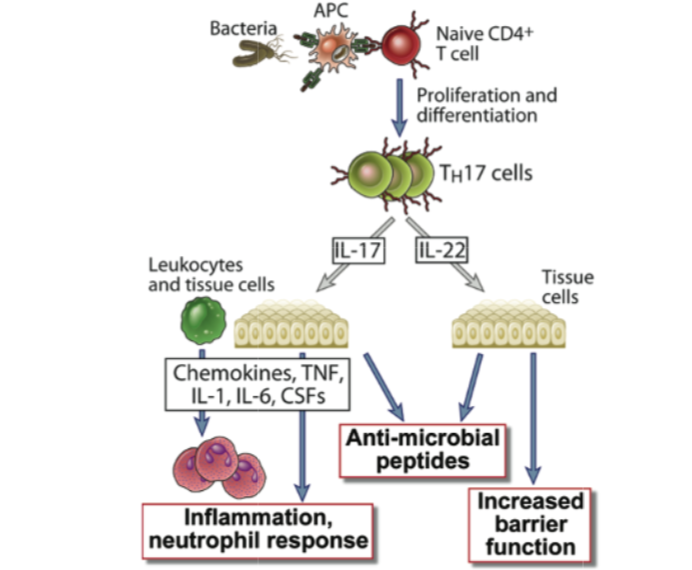 APC
Bacteria
Naive CD4+
T cell
Proliferation and
differentiation
TH17 cells
IL-17
IL-22
Leukocytes
and tissue cells
Tissue
cells
Chemokines, TNF,
IL-1, IL-6, CSFs
Anti-microbial
peptides
Inflammation,
neutrophil response
Increased
barrier
function